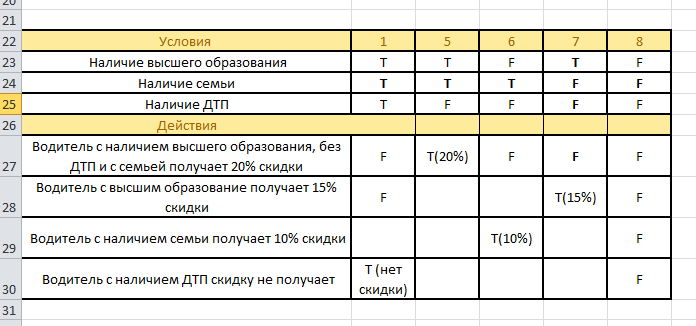 20
21
22 Условия 1 5 6 7 8
23 Наличие высшего образования T T F T F
24 Наличие семьи T T T F F
25 Наличие ДТП T F F F F
26 Действия
27 Водитель с наличием высшего образования, без ДТП и с семьей получает 20% скидки F T(20%) F F F
28 Водитель с высшим образование получает 15% скидки F T(15%) F
29 Водитель с наличием семьи получает 10% скидки T(10%) F
30 Водитель с наличием ДТП скидку не получает T (нет скидки) F
31